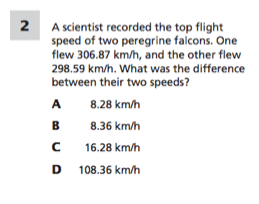 2 A scientist recorded the top flight
speed of two peregrine falcons. One
flew 306.87 km/h, and the other flew
298.59 km/h. What was the difference
between their two speeds?
A 8.28 km/h
B 8.36 km/h
C 16.28 km/h
D 108.36 km/h